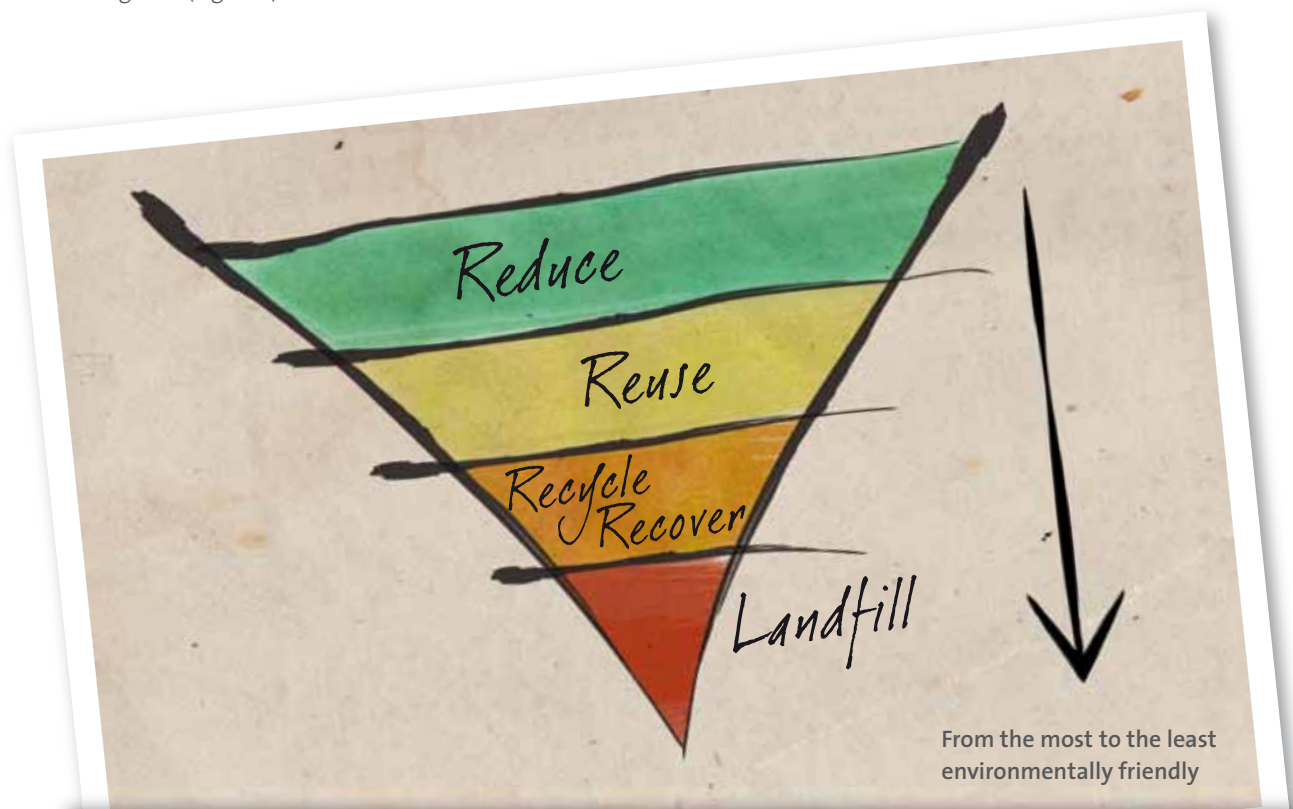 Reduce
Reuse
Recycle
Recover
Landfill
From the most to the least
environmentally friendly